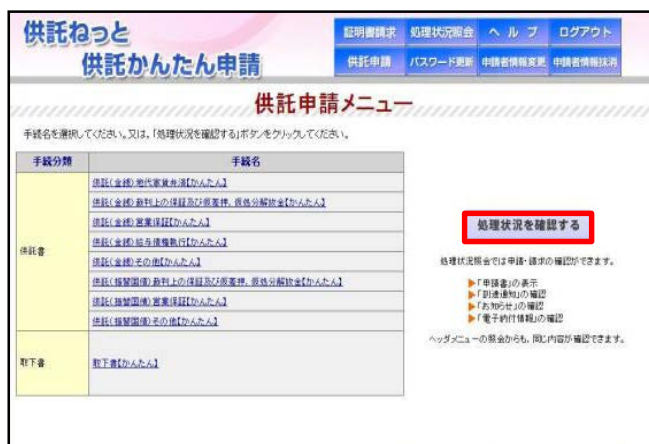 供託ねっと
供託かんたん申請
証明書請求 処理状況照会 ヘルプ ログアウト
供託申請 パスワード更新 申請者情報変更 申請者情報抹消
供託申請メニュー
手続名を選択してください。又は、「処理状況を確認する」ボタンをクリックしてください。
手続分類 手続名
供託書
供託(金銭)地代家賃弁済【かんたん】
供託(金銭)裁判上の保証及び仮差押、仮処分解放金【かんたん】
供託(金銭)営業保証【かんたん】
供託(金銭)給与債権執行【かんたん】
供託(金銭)その他【かんたん】
供託(振替国債)裁判上の保証及び仮差押、仮処分解放金【かんたん】
供託(振替国債)営業保証【かんたん】
供託(振替国債)その他【かんたん】
取下書
取下書【かんたん】
処理状況を確認する
処理状況照会では申請・請求の確認ができます。
「申請書」の表示
「到達通知」の確認
「お知らせ」の確認
「電子納付情報」の確認
ヘッダメニューの照会からも、同じ内容が確認できます。